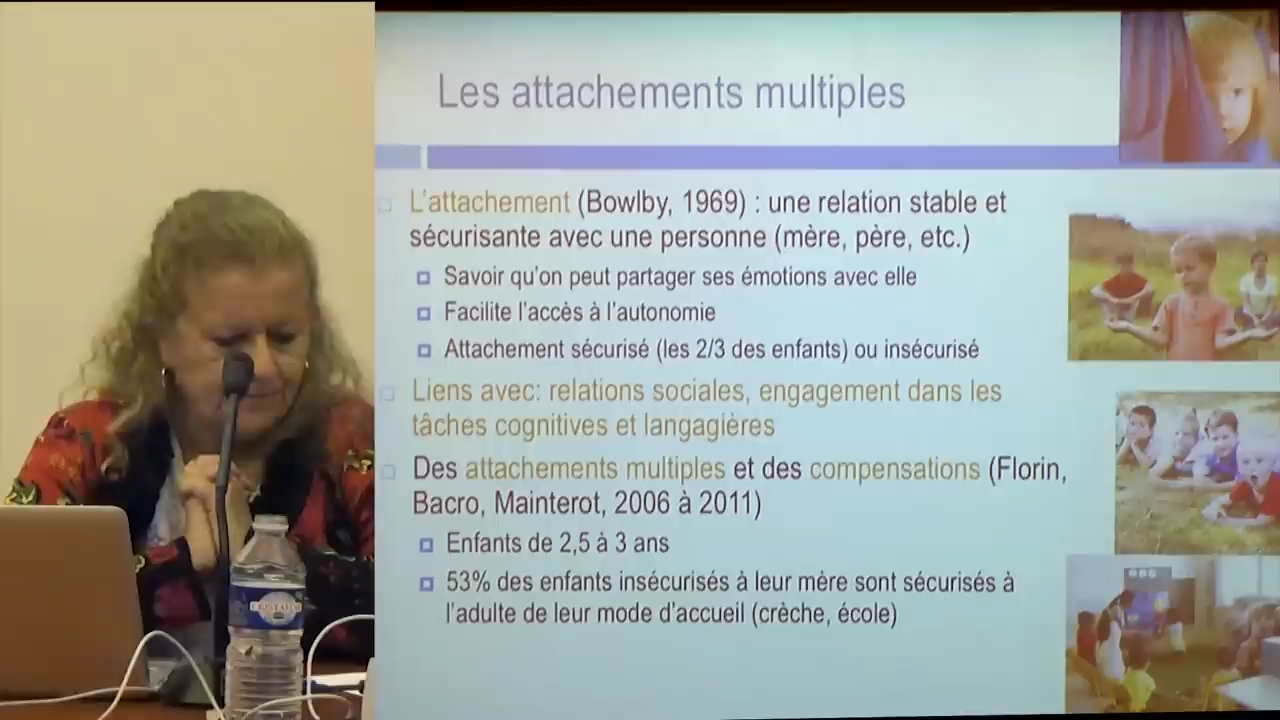 Les attachements multiples
L'attachement (Bowlby, 1969) : une relation stable et
sécurisante avec une personne (mère, père, etc.)
Savoir qu'on peut partager ses émotions avec elle
Facilite l'accès à l'autonomie
Attachement sécurisé (les 2/3 des enfants) ou insécurisé
Liens avec: relations sociales, engagement dans les
tâches cognitives et langagières
Des attachements multiples et des compensations (Florin,
Bacro, Mainterot, 2006 à 2011)
Enfants de 2,5 à 3 ans
53% des enfants insécurisés à leur mère sont sécurisés à
l'adulte de leur mode d'accueil (crèche, école)